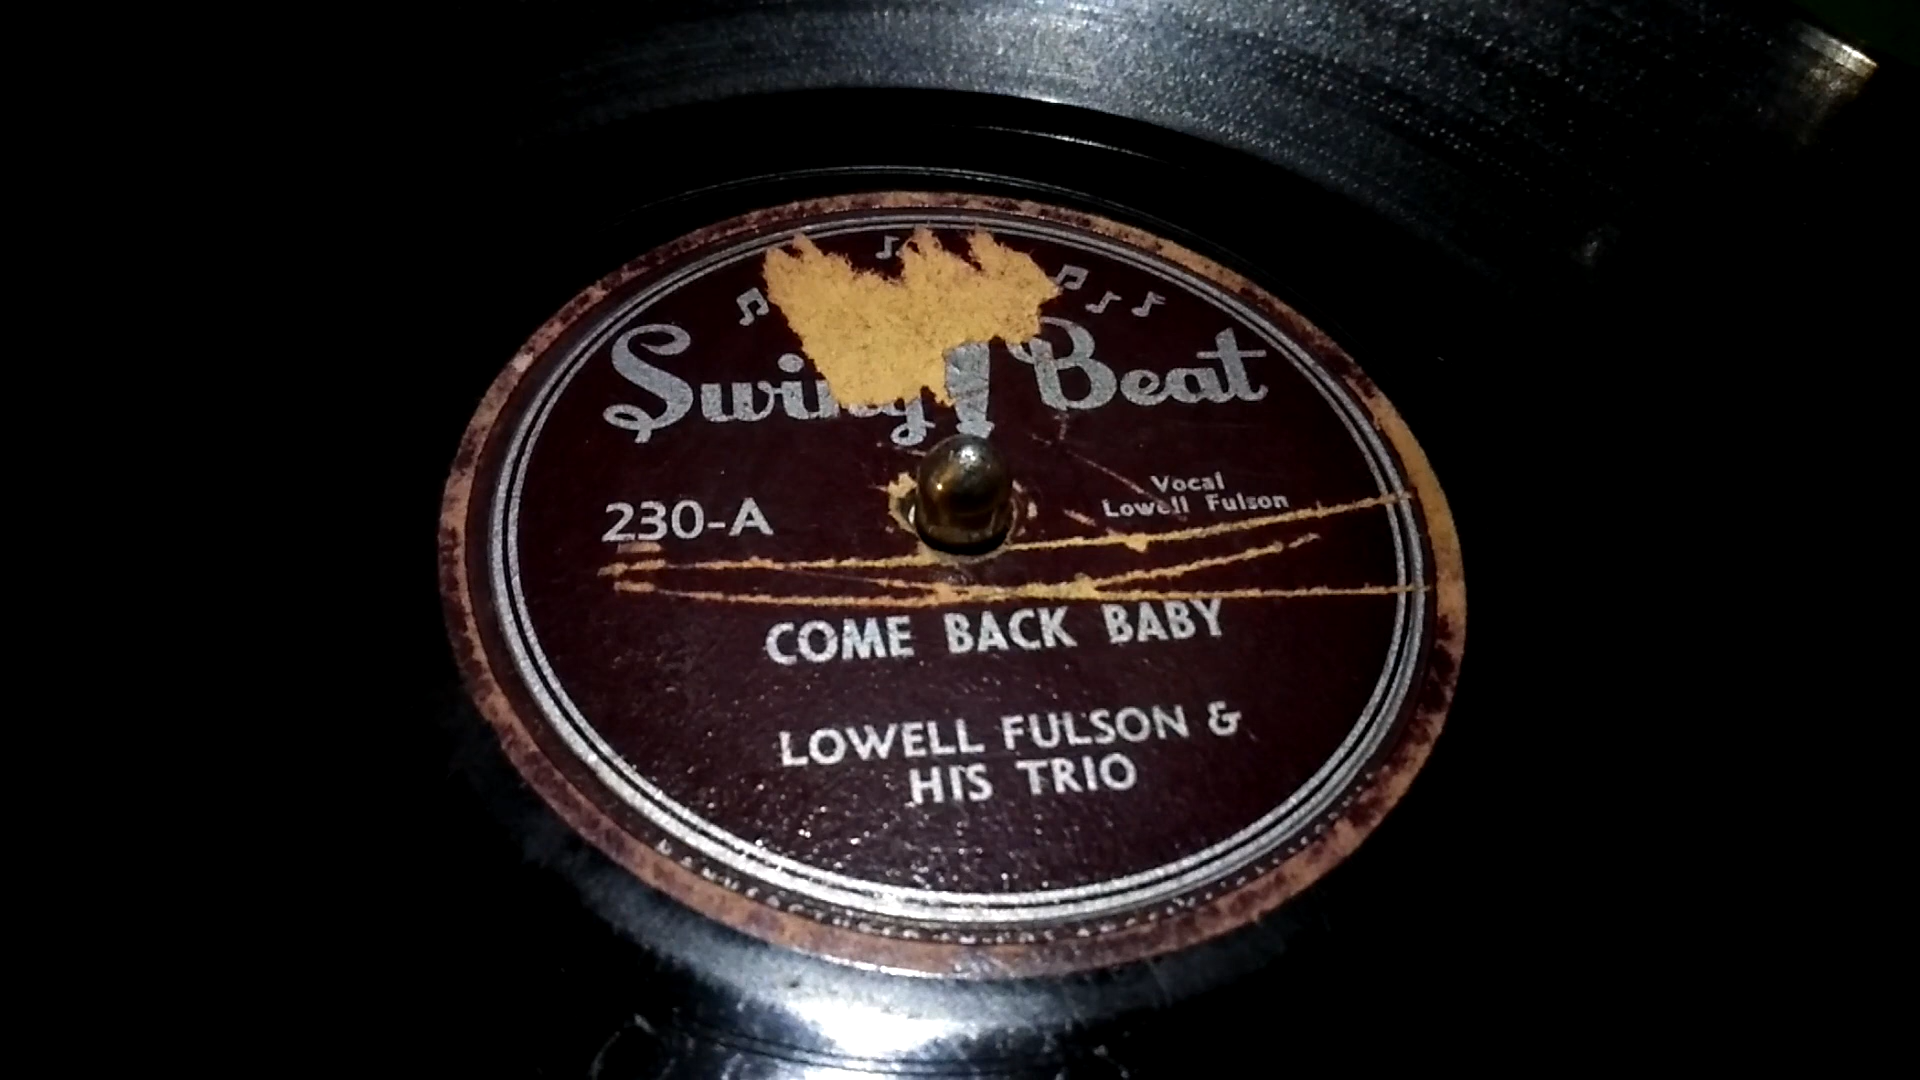 Swing Beat
230-A
Vocal
Lowell Fulson
COME BACK BABY
LOWELL FULSON &
HIS TRIO